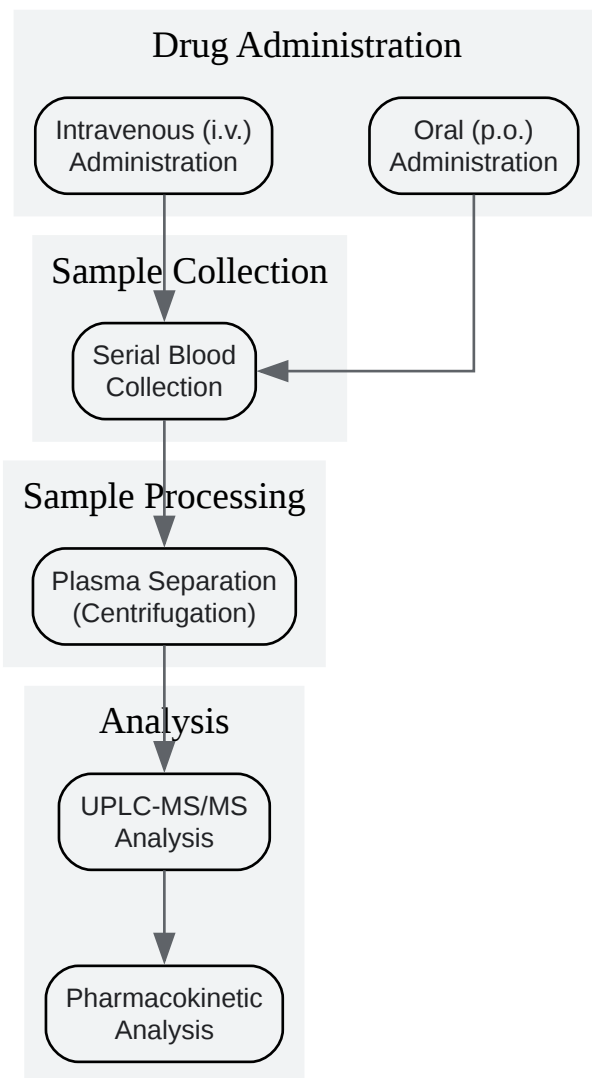 Drug Administration
Intravenous (i.v.)
Administration
Oral (p.o.)
Administration
Sample Collection
Serial Blood
Collection
Sample Processing
Plasma Separation
(Centrifugation)
Analysis
UPLC-MS/MS
Analysis
Pharmacokinetic
Analysis